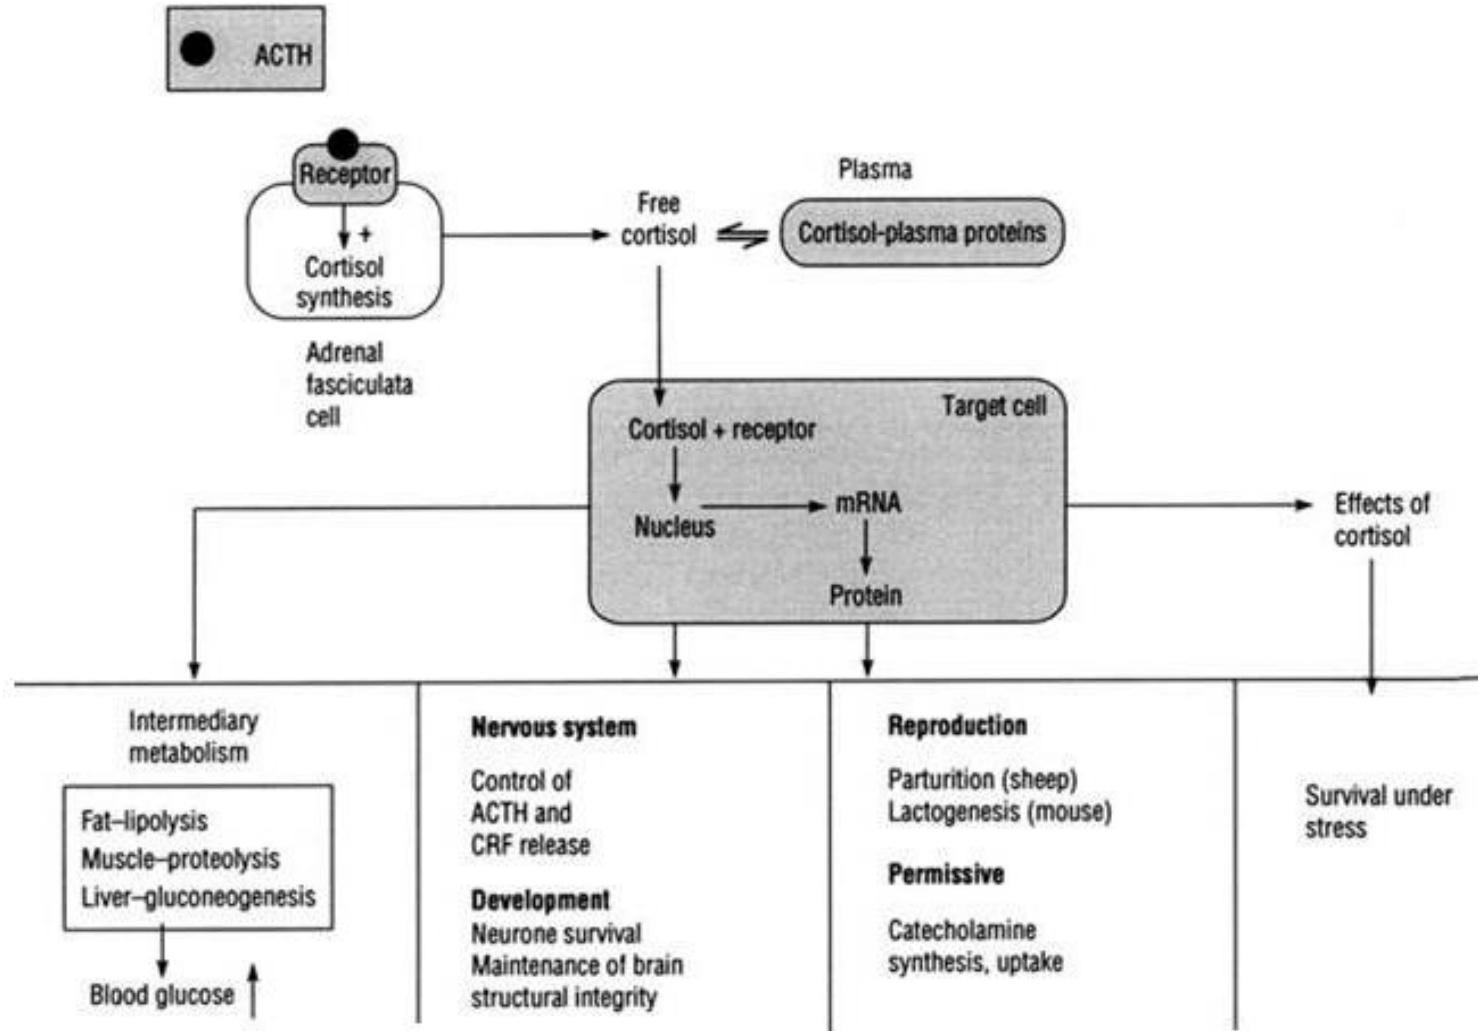 ACTH
Receptor
+
Cortisol
synthesis
Adrenal
fasciculata
cell
Free
cortisol
Plasma
Cortisol-plasma proteins
Target cell
Cortisol + receptor
Nucleus
mRNA
Protein
Effects of
cortisol
Intermediary
metabolism
Fat–lipolysis
Muscle–proteolysis
Liver–gluconeogenesis
Blood glucose
Nervous system
Control of
ACTH and
CRF release
Development
Neurone survival
Maintenance of brain
structural integrity
Reproduction
Parturition (sheep)
Lactogenesis (mouse)
Permissive
Catecholamine
synthesis, uptake
Survival under
stress